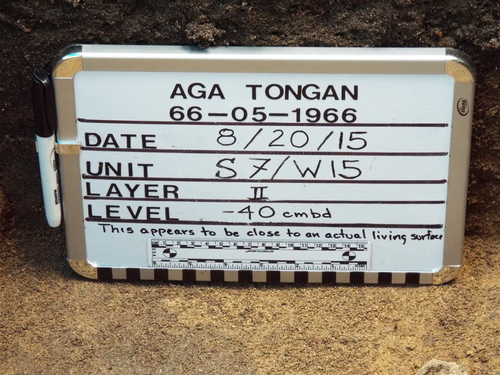 AGA TONGAN
66-05-1966
DATE 8/20/15
UNIT S7/W15
LAYER II
LEVEL -40 cmbd
This appears to be close to an actual living surface